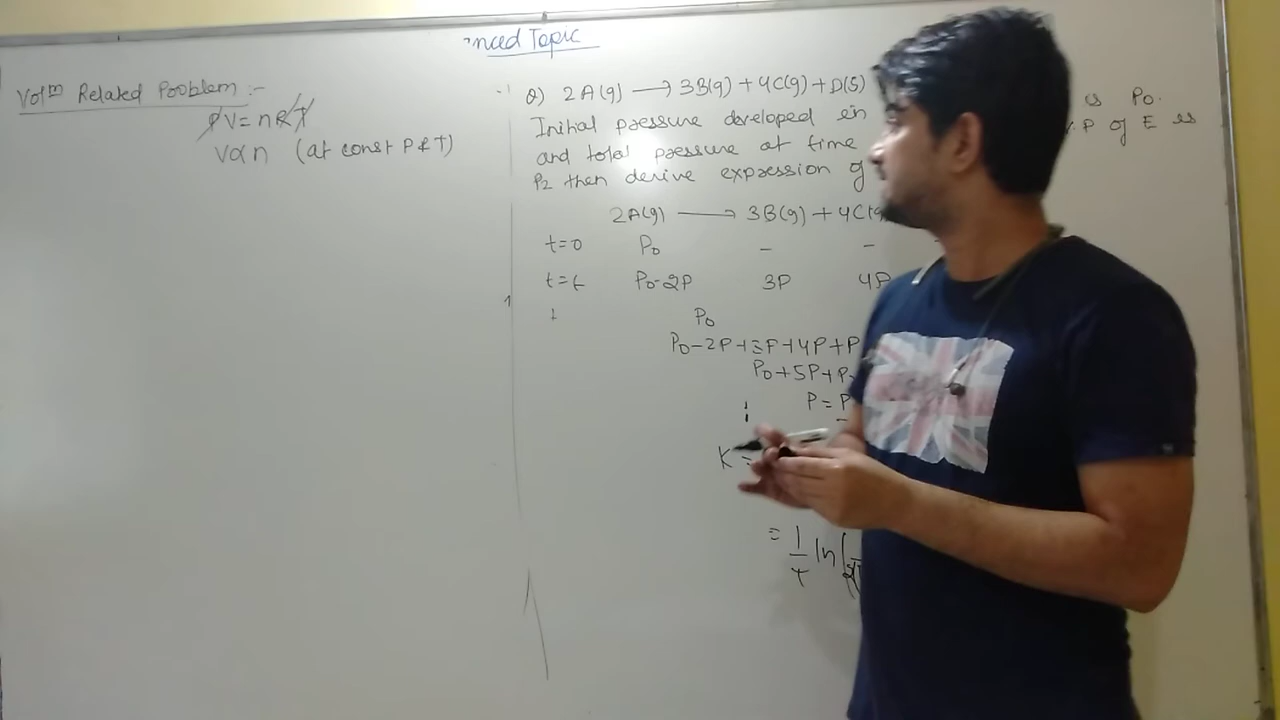 nced Topic
Vol^m Related Problem :-
PV = nRT
V∝n (at const P & T)
Q) 2A(g) → 3B(g) + 4C(g) + D(s)
Initial pressure developed in is P₀.
and total pressure at time V.P of E is
P₂ then derive expression of
2A(g) → 3B(g) + 4C(g
t=0 P₀ - -
t=t P₀-2P 3P 4P
P₀
P₀-2P+3P+4P+P
P₀+5P+P
P = P
K =
= 1/t ln(